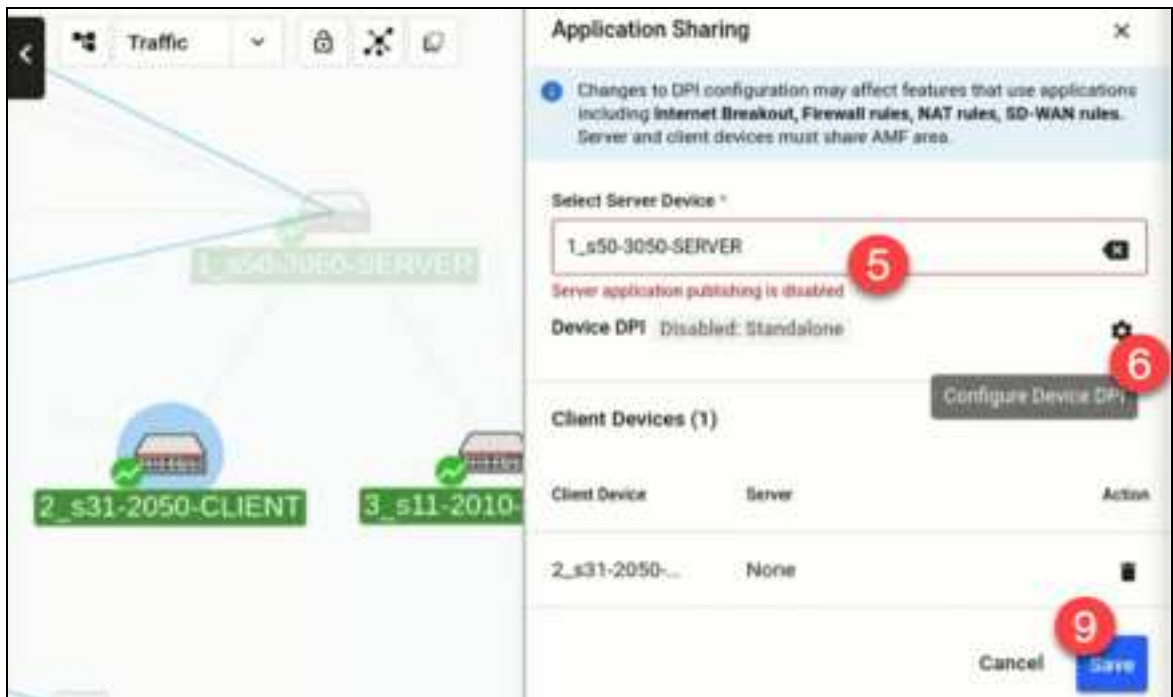 Traffic
Application Sharing
Changes to DPI configuration may affect features that use applications
including Internet Breakout, Firewall rules, NAT rules, SD-WAN rules.
Server and client devices must share AMF area.
Select Server Device *
1_s50-3050-SERVER
5
Server application publishing is disabled
Device DPI Disabled: Standalone
6
Configure Device DPI
Client Devices (1)
Client Device Server Action
2_s31-2050-... None
9
Cancel Save
1_s50-3050-SERVER
2_s31-2050-CLIENT
3_s11-2010-